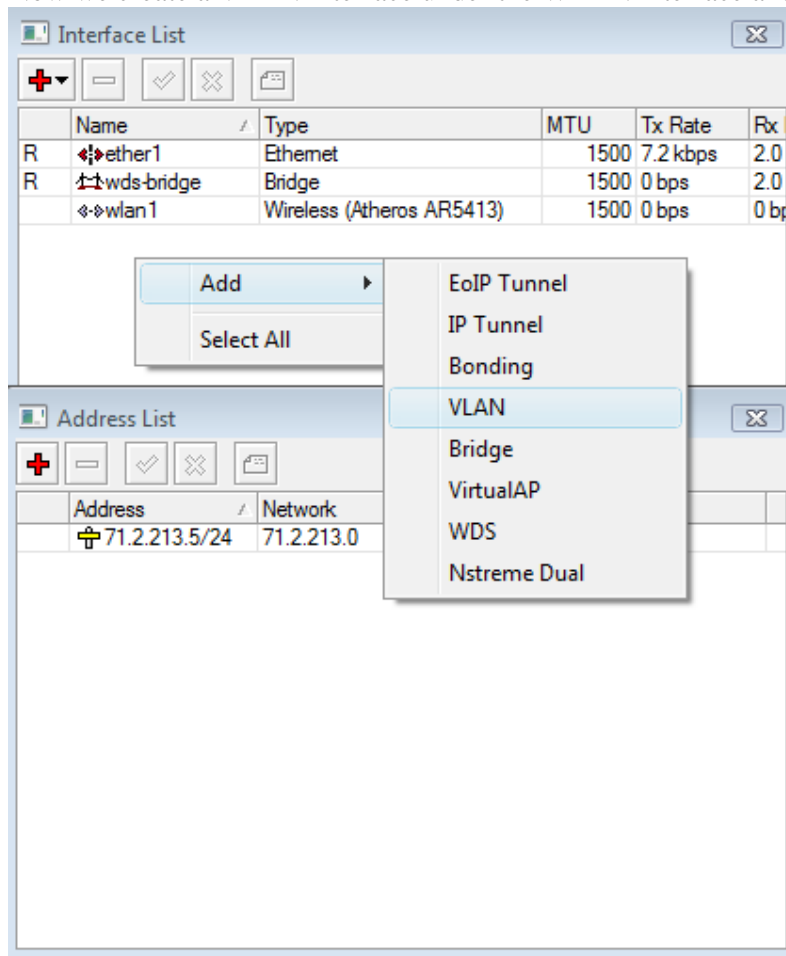 Interface List
Name Type MTU Tx Rate Rx
R ether1 Ethernet 1500 7.2 kbps 2.0
R wds-bridge Bridge 1500 0 bps 2.0
wlan1 Wireless (Atheros AR5413) 1500 0 bps 0 bp
Add
Select All
EoIP Tunnel
IP Tunnel
Bonding
VLAN
Bridge
VirtualAP
WDS
Nstreme Dual
Address List
Address Network
71.2.213.5/24 71.2.213.0